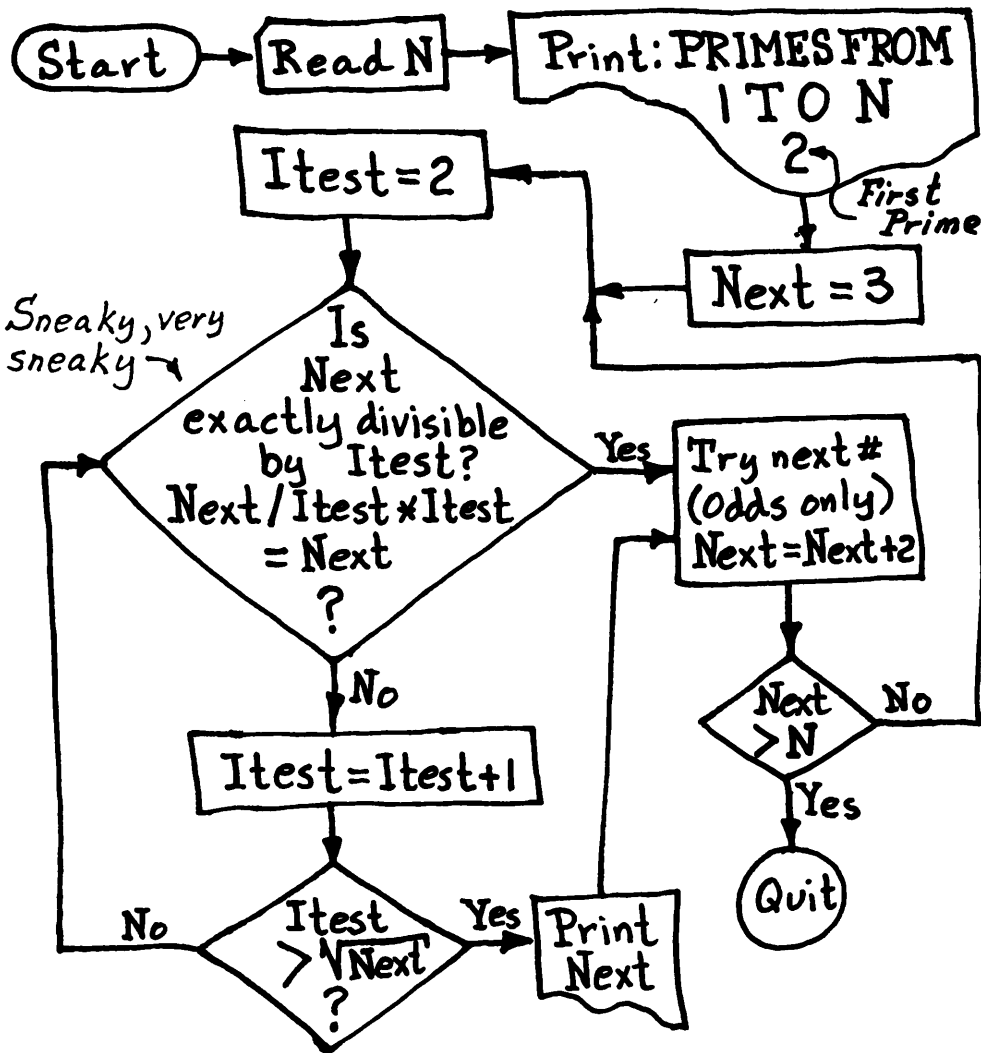 Start
Read N
Print: PRIMES FROM
1 TO N
2
First
Prime
Next = 3
Itest = 2
Sneaky, very
sneaky
Is
Next
exactly divisible
by Itest?
Next/Itest*Itest
= Next
?
Yes
Try next #
(odds only)
Next=Next+2
No
Itest=Itest+1
Next
> N
No
Yes
Quit
Itest
> √Next
?
No
Yes
Print
Next